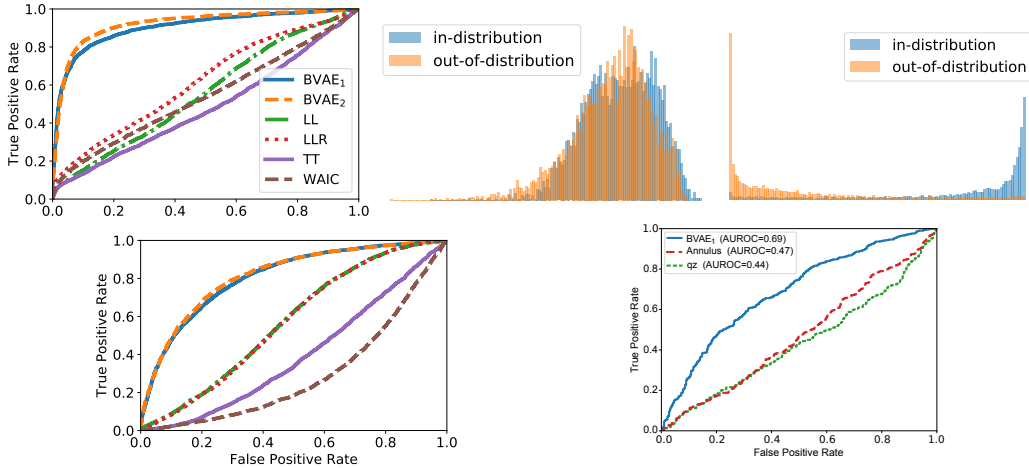 True Positive Rate
1.0
0.8
0.6
0.4
0.2
0.0
0.0 0.2 0.4 0.6 0.8 1.0
BVAE1
BVAE2
LL
LLR
TT
WAIC
in-distribution
out-of-distribution
in-distribution
out-of-distribution
True Positive Rate
1.0
0.8
0.6
0.4
0.2
0.0
0.0 0.2 0.4 0.6 0.8 1.0
False Positive Rate
True Positive Rate
1.0
0.8
0.6
0.4
0.2
0.0
0.0 0.2 0.4 0.6 0.8 1.0
False Positive Rate
BVAE1 (AUROC=0.69)
Annulus (AUROC=0.47)
qz (AUROC=0.44)